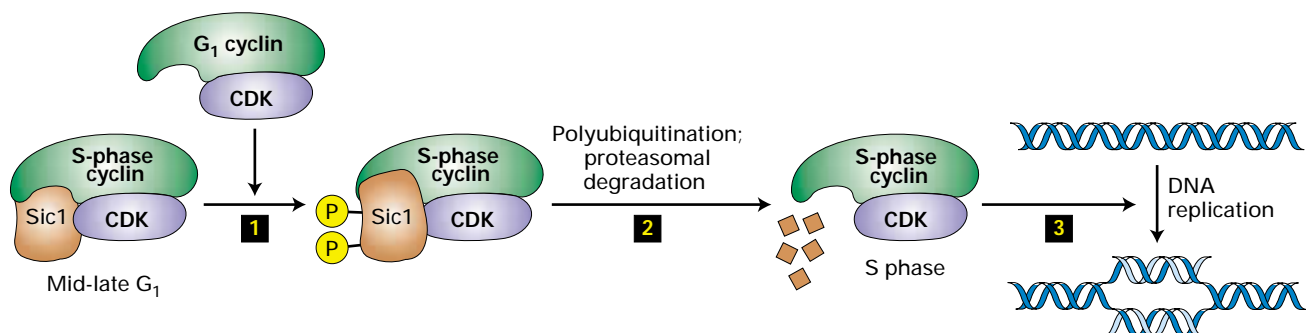 G1 cyclin
CDK
S-phase
cyclin
Sic1
CDK
Mid-late G1
1
P
P
S-phase
cyclin
Sic1
CDK
Polyubiquitination;
proteasomal
degradation
2
S-phase
cyclin
CDK
S phase
3
DNA
replication